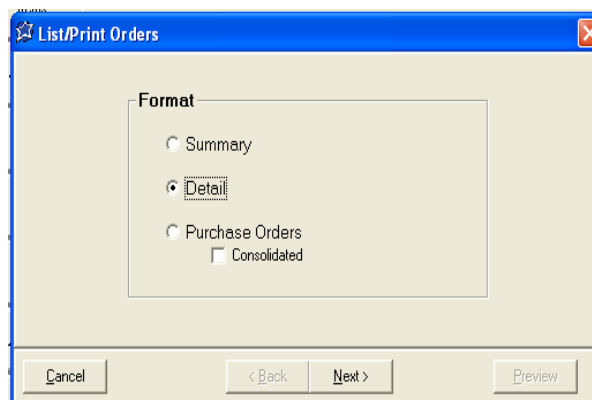 List/Print Orders
Format
Summary
Detail
Purchase Orders
Consolidated
Cancel
< Back
Next >
Preview